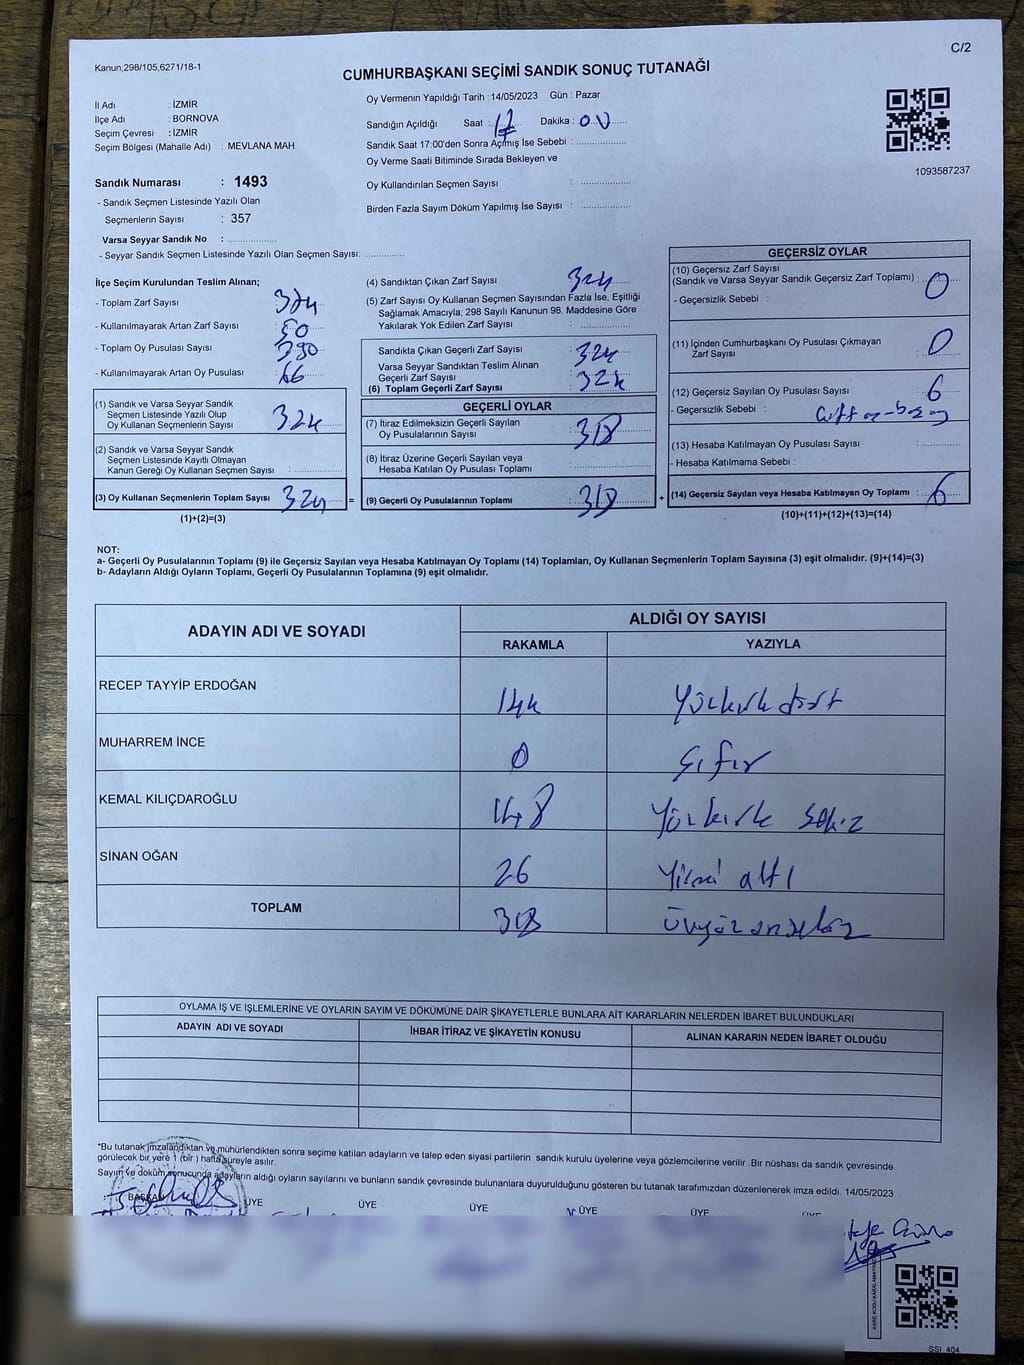 C/2
Kanun,298/105,6271/18-1
CUMHURBAŞKANI SEÇİMİ SANDIK SONUÇ TUTANAĞI
İl Adı : İZMİR
İlçe Adı : BORNOVA
Seçim Çevresi : İZMİR
Seçim Bölgesi (Mahalle Adı) : MEVLANA MAH.
Sandık Numarası : 1493
- Sandık Seçmen Listesinde Yazılı Olan
Seçmenlerin Sayısı : 357
Varsa Seyyar Sandık No :
- Seyyar Sandık Seçmen Listesinde Yazılı Olan Seçmen Sayısı:
Oy Vermenin Yapıldığı Tarih :14/05/2023 Gün : Pazar
Sandığın Açıldığı Saat : 17 Dakika :
Sandık Saat 17:00'den Sonra Açılmış İse Sebebi :
Oy Verme Saati Bitiminde Sırada Bekleyen ve
Oy Kullandırılan Seçmen Sayısı :
Birden Fazla Sayım Döküm Yapılmış İse Sayısı :
1093587237
İlçe Seçim Kurulundan Teslim Alınan;
- Toplam Zarf Sayısı :
- Kullanılmayarak Artan Zarf Sayısı : 50
- Toplam Oy Pusulası Sayısı : 390
- Kullanılmayarak Artan Oy Pusulası : 66
(1) Sandık ve Varsa Seyyar Sandık
Seçmen Listesinde Yazılı Olup
Oy Kullanan Seçmenlerin Sayısı : 324
(2) Sandık ve Varsa Seyyar Sandık
Seçmen Listesinde Kayıtlı Olmayan
Kanun Gereği Oy Kullanan Seçmen Sayısı :
(3) Oy Kullanan Seçmenlerin Toplam Sayısı : 324 =
(1)+(2)=(3)
(4) Sandıktan Çıkan Zarf Sayısı : 324
(5) Zarf Sayısı Oy Kullanan Seçmen Sayısından Fazla İse, Eşitliği
Sağlamak Amacıyla; 298 Sayılı Kanunun 98. Maddesine Göre
Yakılarak Yok Edilen Zarf Sayısı :
Sandıkta Çıkan Geçerli Zarf Sayısı : 324
Varsa Seyyar Sandıktan Teslim Alınan
Geçerli Zarf Sayısı :
(6) Toplam Geçerli Zarf Sayısı : 324
GEÇERLİ OYLAR
(7) İtiraz Edilmeksizin Geçerli Sayılan
Oy Pusulalarının Sayısı : 318
(8) İtiraz Üzerine Geçerli Sayılan veya
Hesaba Katılan Oy Pusulası Toplamı :
(9) Geçerli Oy Pusulalarının Toplamı : 318 +
GEÇERSİZ OYLAR
(10) Geçersiz Zarf Sayısı
(Sandık ve Varsa Seyyar Sandık Geçersiz Zarf Toplamı) : 0
- Geçersizlik Sebebi :
(11) İçinden Cumhurbaşkanı Oy Pusulası Çıkmayan
Zarf Sayısı : 0
(12) Geçersiz Sayılan Oy Pusulası Sayısı : 6
- Geçersizlik Sebebi :
(13) Hesaba Katılmayan Oy Pusulası Sayısı :
- Hesaba Katılmama Sebebi :
(14) Geçersiz Sayılan veya Hesaba Katılmayan Oy Toplamı : 6
(10)+(11)+(12)+(13)=(14)
NOT:
a- Geçerli Oy Pusulalarının Toplamı (9) ile Geçersiz Sayılan veya Hesaba Katılmayan Oy Toplamı (14) Toplamları, Oy Kullanan Seçmenlerin Toplam Sayısına (3) eşit olmalıdır. (9)+(14)=(3)
b- Adayların Aldığı Oyların Toplamı, Geçerli Oy Pusulalarının Toplamına (9) eşit olmalıdır.
ADAYIN ADI VE SOYADI ALDIĞI OY SAYISI
RAKAMLA YAZIYLA
RECEP TAYYİP ERDOĞAN 144 Yüzkırkdört
MUHARREM İNCE 0 Sıfır
KEMAL KILIÇDAROĞLU 148 Yüzkırk sekiz
SİNAN OĞAN 26 Yirmi altı
TOPLAM 318 Üçyüz onsekiz
OYLAMA İŞ VE İŞLEMLERİNE VE OYLARIN SAYIM VE DÖKÜMÜNE DAİR ŞİKAYETLERLE BUNLARA AİT KARARLARIN NELERDEN İBARET BULUNDUKLARI
ADAYIN ADI VE SOYADI İHBAR İTİRAZ VE ŞİKAYETİN KONUSU ALINAN KARARIN NEDEN İBARET OLDUĞU
*Bu tutanak imzalandıktan ve mühürlendikten sonra seçime katılan adayların ve talep eden siyasi partilerin sandık kurulu üyelerine veya gözlemcilerine verilir .Bir nüshası da sandık çevresinde
görülecek bir yere 1 (bir ) hafta süreyle asılır.
Sayım ve döküm sonucunda adayların aldığı oyların sayılarını ve bunların sandık çevresinde bulunanlara duyurulduğunu gösteren bu tutanak tarafımızdan düzenlenerek imza edildi. 14/05/2023
BAŞKAN ÜYE ÜYE ÜYE ÜYE ÜYE
SSI_404